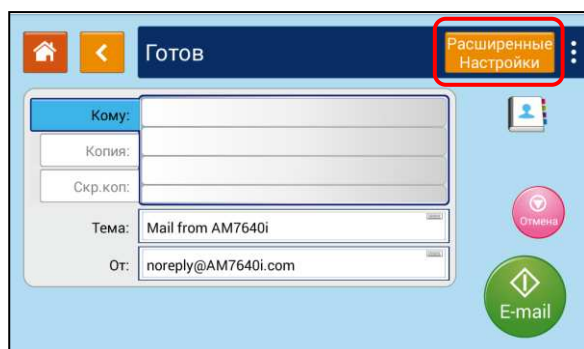 Готов
Расширенные
Настройки
Кому:
Копия:
Скр.коп:
Тема: Mail from AM7640i
От: noreply@AM7640i.com
Отмена
E-mail